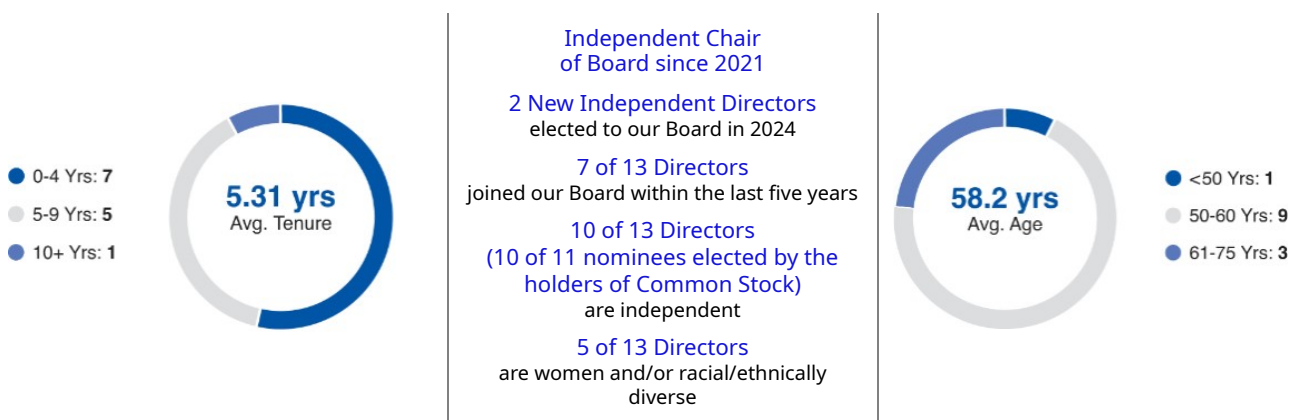 0-4 Yrs: 7
5-9 Yrs: 5
10+ Yrs: 1
5.31 yrs
Avg. Tenure
Independent Chair
of Board since 2021
2 New Independent Directors
elected to our Board in 2024
7 of 13 Directors
joined our Board within the last five years
10 of 13 Directors
(10 of 11 nominees elected by the
holders of Common Stock)
are independent
5 of 13 Directors
are women and/or racial/ethnically
diverse
58.2 yrs
Avg. Age
<50 Yrs: 1
50-60 Yrs: 9
61-75 Yrs: 3